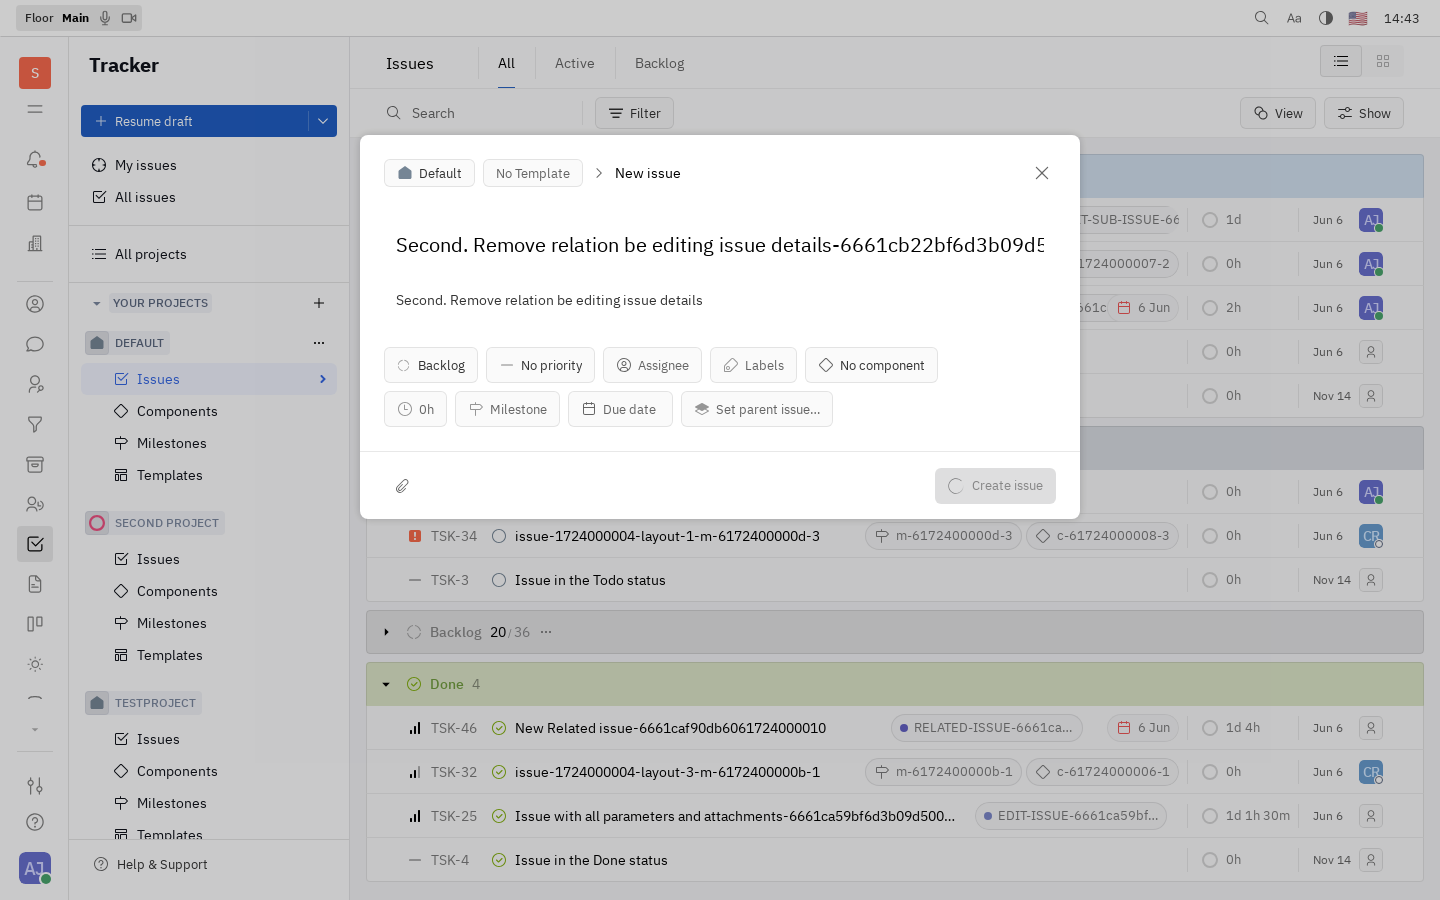 Floor Main
Aa
14:43
S
Tracker
Resume draft
My issues
All issues
All projects
YOUR PROJECTS
DEFAULT
Issues
Components
Milestones
Templates
SECOND PROJECT
Issues
Components
Milestones
Templates
TESTPROJECT
Issues
Components
Milestones
Templates
Help & Support
AJ
Issues
All
Active
Backlog
Search
Filter
View
Show
Default
No Template
New issue
Second. Remove relation be editing issue details-6661cb22bf6d3b09d5
Second. Remove relation be editing issue details
Backlog
No priority
Assignee
Labels
No component
0h
Milestone
Due date
Set parent issue...
Create issue
T-SUB-ISSUE-66 1d Jun 6 AJ
1724000007-2 0h Jun 6 AJ
661c 6 Jun 2h Jun 6 AJ
0h Jun 6
0h Nov 14
0h Jun 6 AJ
TSK-34 issue-1724000004-layout-1-m-6172400000d-3 m-6172400000d-3 c-61724000008-3 0h Jun 6 CR
TSK-3 Issue in the Todo status 0h Nov 14
Backlog 20/36 ...
Done 4
TSK-46 New Related issue-6661caf90db6061724000010 RELATED-ISSUE-6661ca... 6 Jun 1d 4h Jun 6
TSK-32 issue-1724000004-layout-3-m-6172400000b-1 m-6172400000b-1 c-61724000006-1 0h Jun 6 CR
TSK-25 Issue with all parameters and attachments-6661ca59bf6d3b09d500... EDIT-ISSUE-6661ca59bf... 1d 1h 30m Jun 6
TSK-4 Issue in the Done status 0h Nov 14